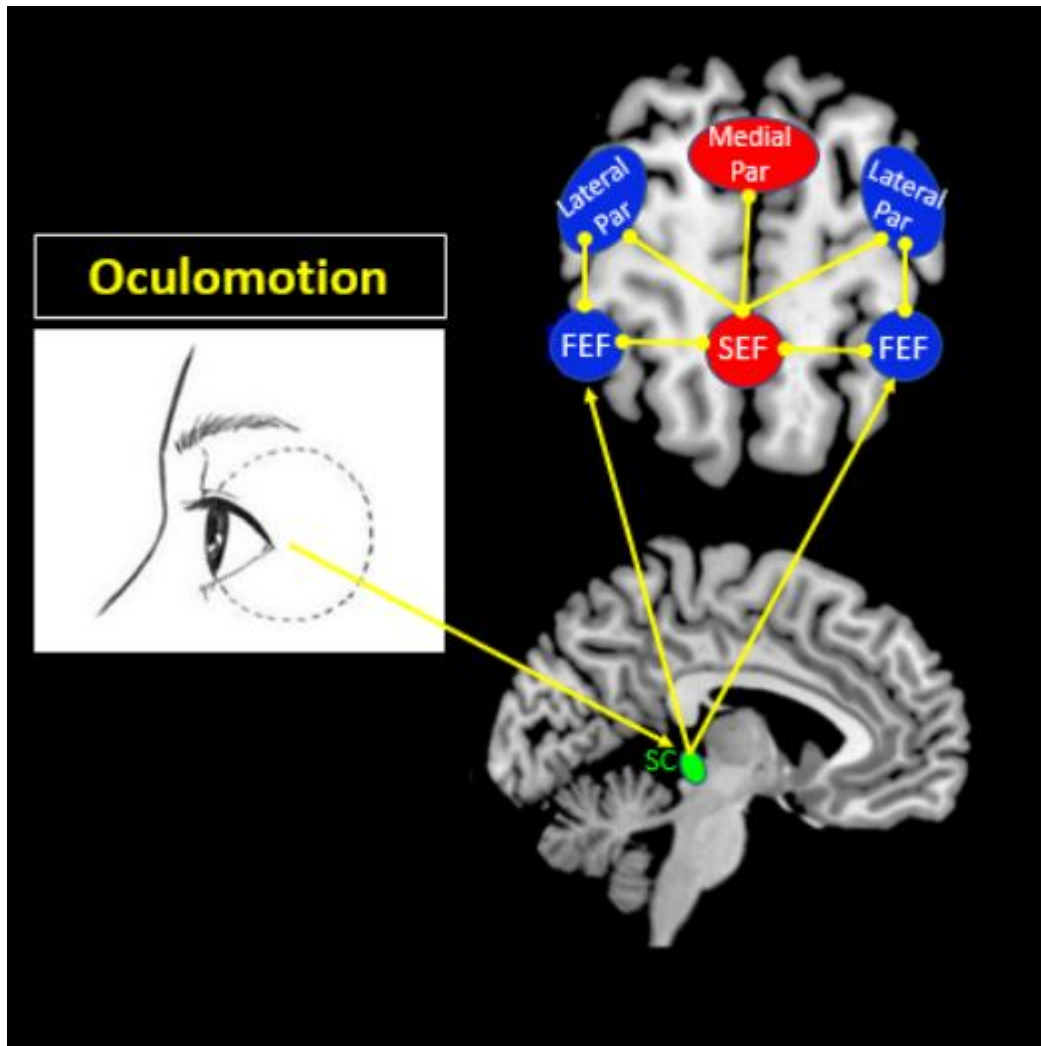 Oculomotion
Medial
Par
Lateral
Par
Lateral
Par
FEF
SEF
FEF
SC